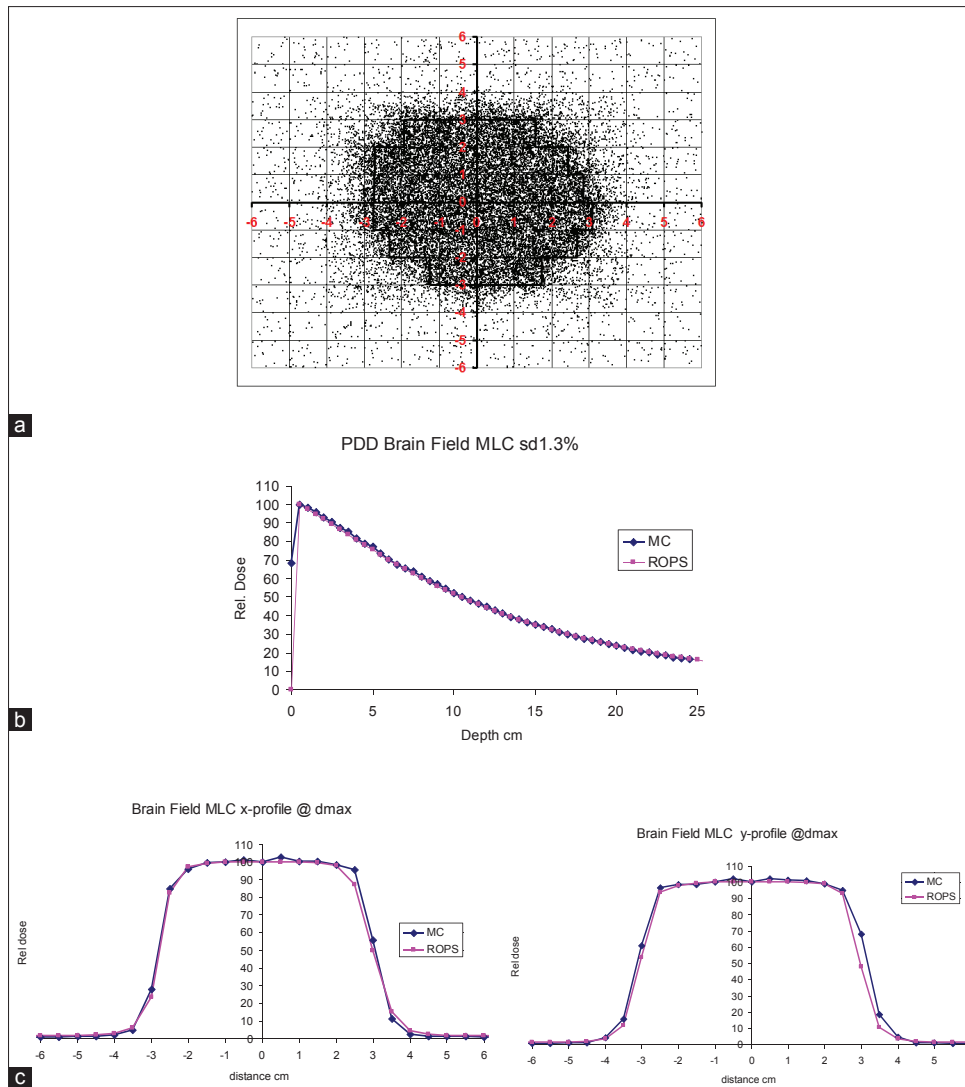 6
5
4
3
2
1
0
-6 -5 -4 -3 -2 -1 0 1 2 3 4 5 6
-1
-2
-3
-4
-5
-6
a
PDD Brain Field MLC sd1.3%
110
100
90
80
70
60
50
40
30
20
10
0
Rel. Dose
MC
ROPS
0 5 10 15 20 25
Depth cm
b
Brain Field MLC x-profile @ dmax
110
100
90
80
70
60
50
40
30
20
10
0
Rel dose
MC
ROPS
-6 -5 -4 -3 -2 -1 0 1 2 3 4 5 6
distance cm
Brain Field MLC y-profile @dmax
110
100
90
80
70
60
50
40
30
20
10
0
Rel dose
MC
ROPS
-6 -5 -4 -3 -2 -1 0 1 2 3 4 5
distance cm
c